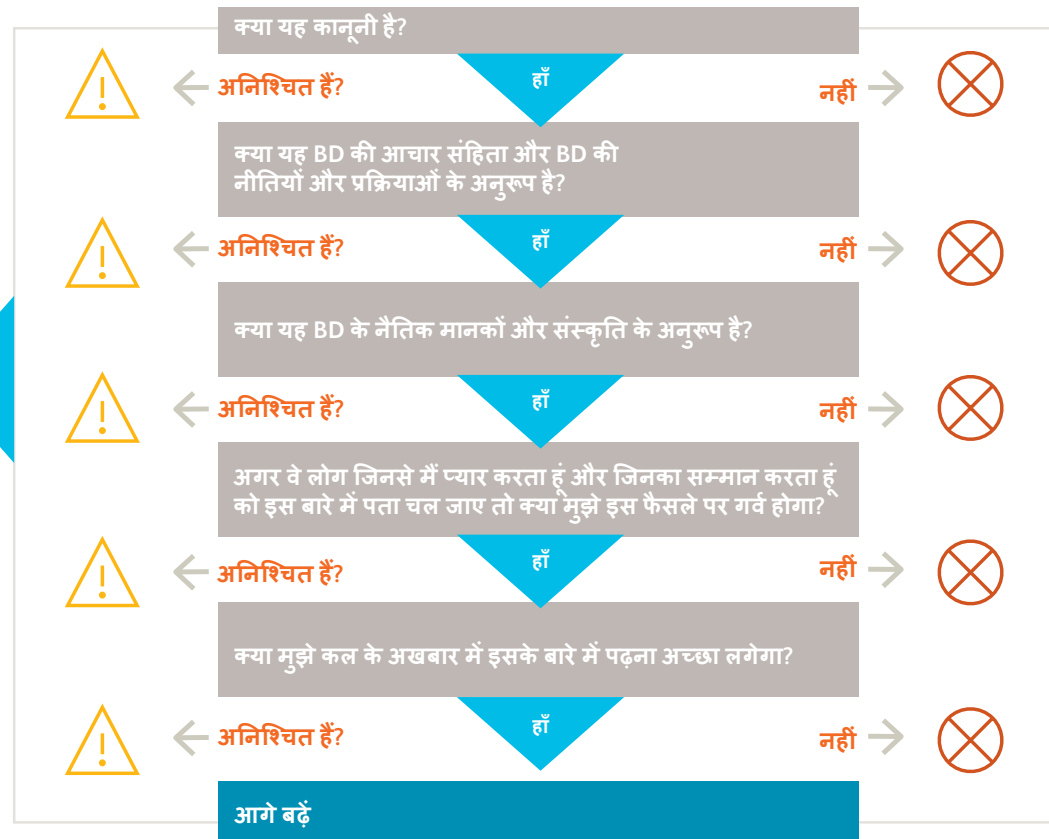 क्या यह कानूनी है?
अनिश्चित हैं?
हाँ
नहीं
क्या यह BD की आचार संहिता और BD की
नीतियों और प्रक्रियाओं के अनुरूप है?
अनिश्चित हैं?
हाँ
नहीं
क्या यह BD के नैतिक मानकों और संस्कृति के अनुरूप है?
अनिश्चित हैं?
हाँ
नहीं
अगर वे लोग जिनसे मैं प्यार करता हूं और जिनका सम्मान करता हूं
को इस बारे में पता चल जाए तो क्या मुझे इस फैसले पर गर्व होगा?
अनिश्चित हैं?
हाँ
नहीं
क्या मुझे कल के अखबार में इसके बारे में पढ़ना अच्छा लगेगा?
अनिश्चित हैं?
हाँ
नहीं
आगे बढ़ें